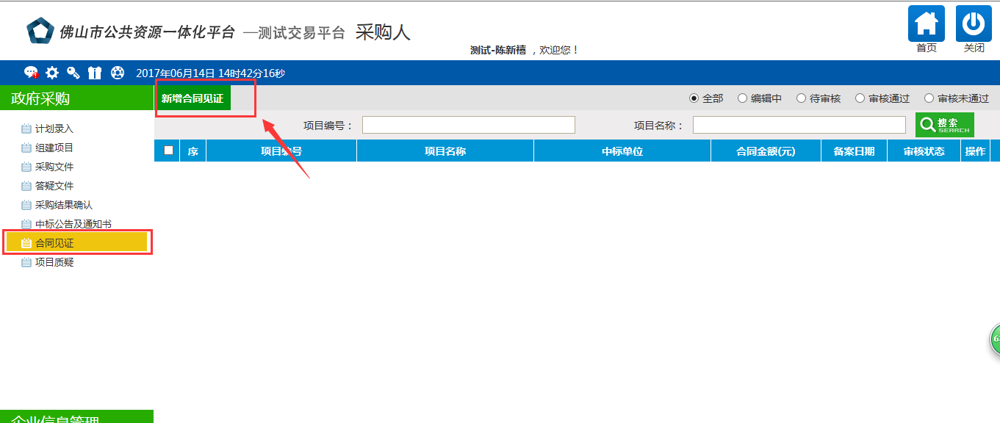 佛山市公共资源一体化平台 —测试交易平台 采购人
测试-陈新禧 ，欢迎您！
首页
关闭
2017年06月14日 14时42分16秒
政府采购
计划录入
组建项目
采购文件
答疑文件
采购结果确认
中标公告及通知书
合同见证
项目质疑
企业信息管理
新增合同见证
全部 编辑中 待审核 审核通过 审核未通过
项目编号： 项目名称： 搜索 SEARCH
序 项目编号 项目名称 中标单位 合同金额(元) 备案日期 审核状态 操作